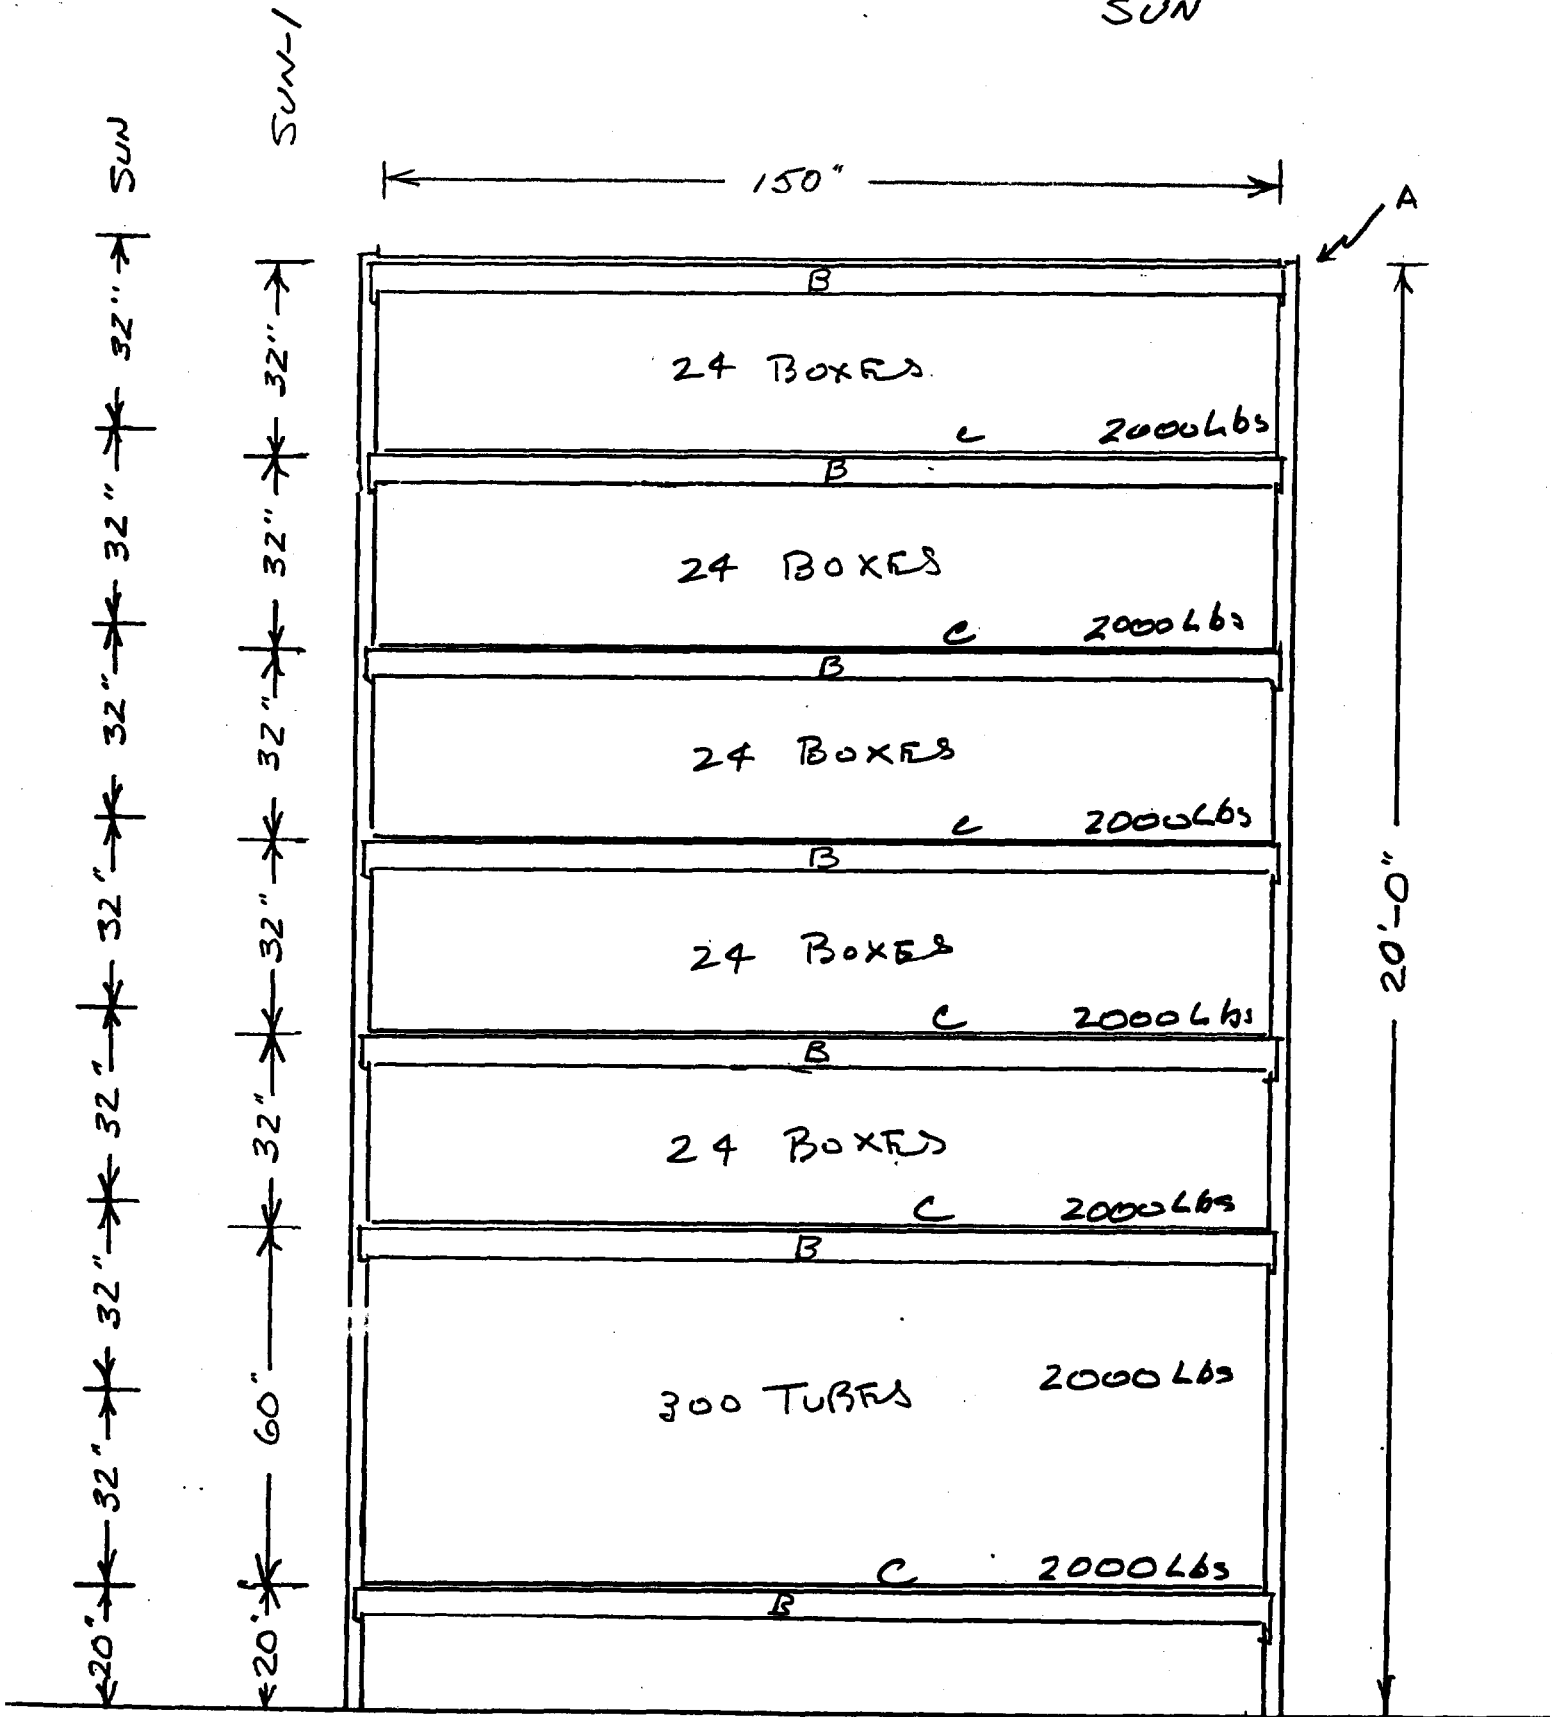 SUN
SUN-1
SUN
150"
A
B
24 BOXES
C 2000Lbs
B
24 BOXES
C 2000Lbs
B
24 BOXES
C 2000Lbs
B
24 BOXES
C 2000Lbs
B
24 BOXES
C 2000Lbs
B
300 TUBES 2000Lbs
C 2000Lbs
B
20'-0"
32"
32"
32"
32"
32'
32"
32"
20"
32"
32"
32"
32"
32"
60"
20"